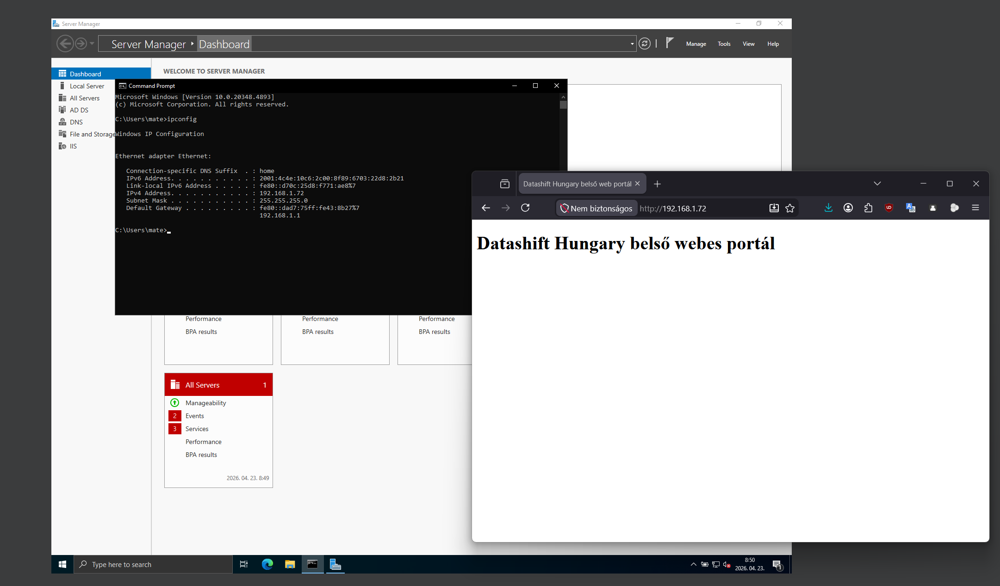 Server Manager
Server Manager Dashboard
Manage Tools View Help
Dashboard
Local Server
All Servers
AD DS
DNS
File and Storage
IIS
WELCOME TO SERVER MANAGER
Command Prompt
Microsoft Windows [Version 10.0.20348.4893]
(c) Microsoft Corporation. All rights reserved.
C:\Users\mate>ipconfig
Windows IP Configuration
Ethernet adapter Ethernet:
Connection-specific DNS Suffix . : home
IPv6 Address. . . . . . . . . . . : 2001:4c4e:10c6:2c00:8f89:6703:22d8:2b21
Link-local IPv6 Address . . . . . : fe80::d70c:25d8:f771:ae8%7
IPv4 Address. . . . . . . . . . . : 192.168.1.72
Subnet Mask . . . . . . . . . . . : 255.255.255.0
Default Gateway . . . . . . . . . : fe80::dad7:75ff:fe43:8b27%7
192.168.1.1
C:\Users\mate>
Datashift Hungary belső web portál
Nem biztonságos http://192.168.1.72
Datashift Hungary belső webes portál
Performance
BPA results
Performance
BPA results
Performance
BPA results
All Servers 1
Manageability
2 Events
3 Services
Performance
BPA results
2026. 04. 23. 8:49
Type here to search
8:50
2026. 04. 23.
1